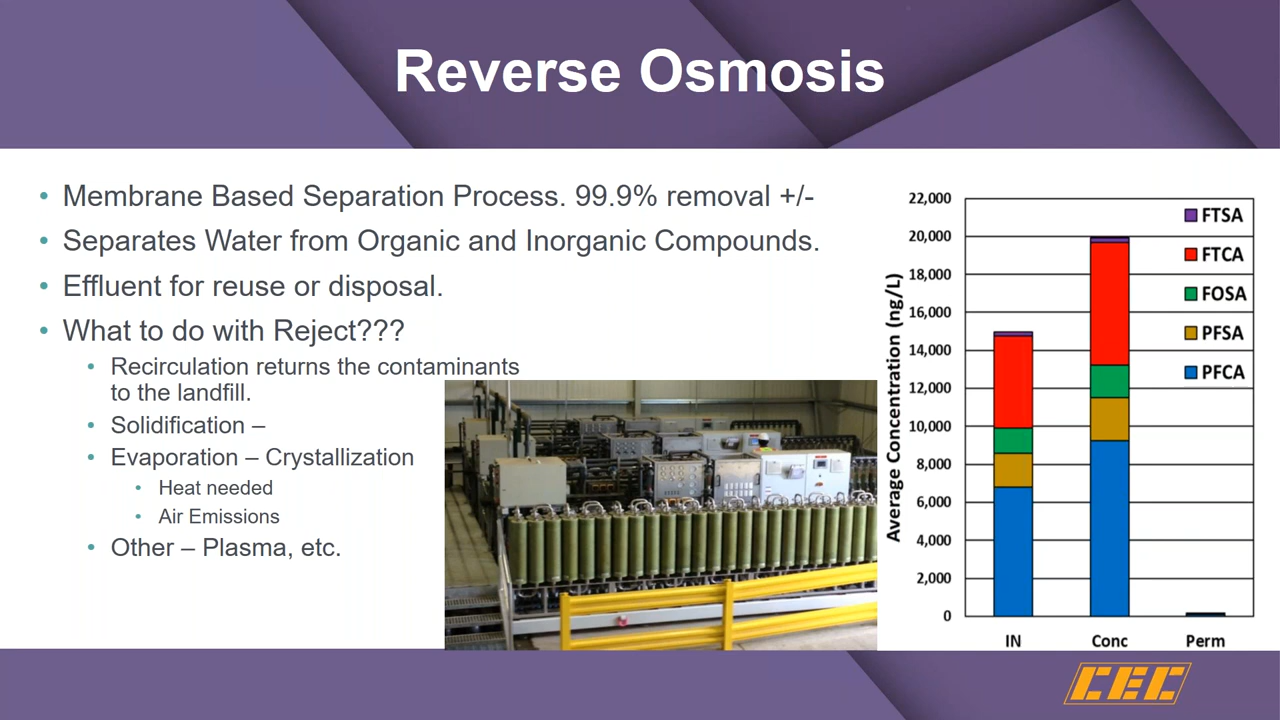 Reverse Osmosis
• Membrane Based Separation Process. 99.9% removal +/-
• Separates Water from Organic and Inorganic Compounds.
• Effluent for reuse or disposal.
• What to do with Reject???
• Recirculation returns the contaminants
to the landfill.
• Solidification –
• Evaporation – Crystallization
• Heat needed
• Air Emissions
• Other – Plasma, etc.
Average Concentration (ng/L)
22,000
20,000
18,000
16,000
14,000
12,000
10,000
8,000
6,000
4,000
2,000
0
FTSA
FTCA
FOSA
PFSA
PFCA
IN Conc Perm
CEC